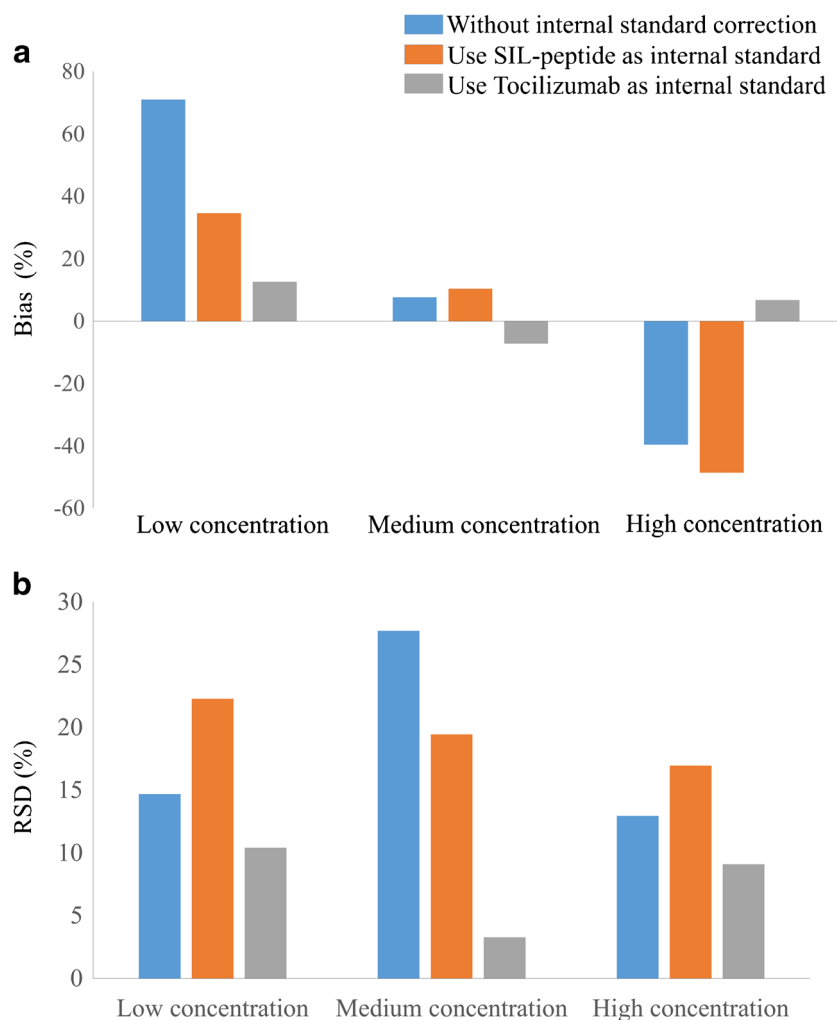 a
Without internal standard correction
Use SIL-peptide as internal standard
Use Tocilizumab as internal standard
80
60
40
20
0
-20
-40
-60
Bias (%)
Low concentration Medium concentration High concentration
b
30
25
20
15
10
5
0
RSD (%)
Low concentration Medium concentration High concentration